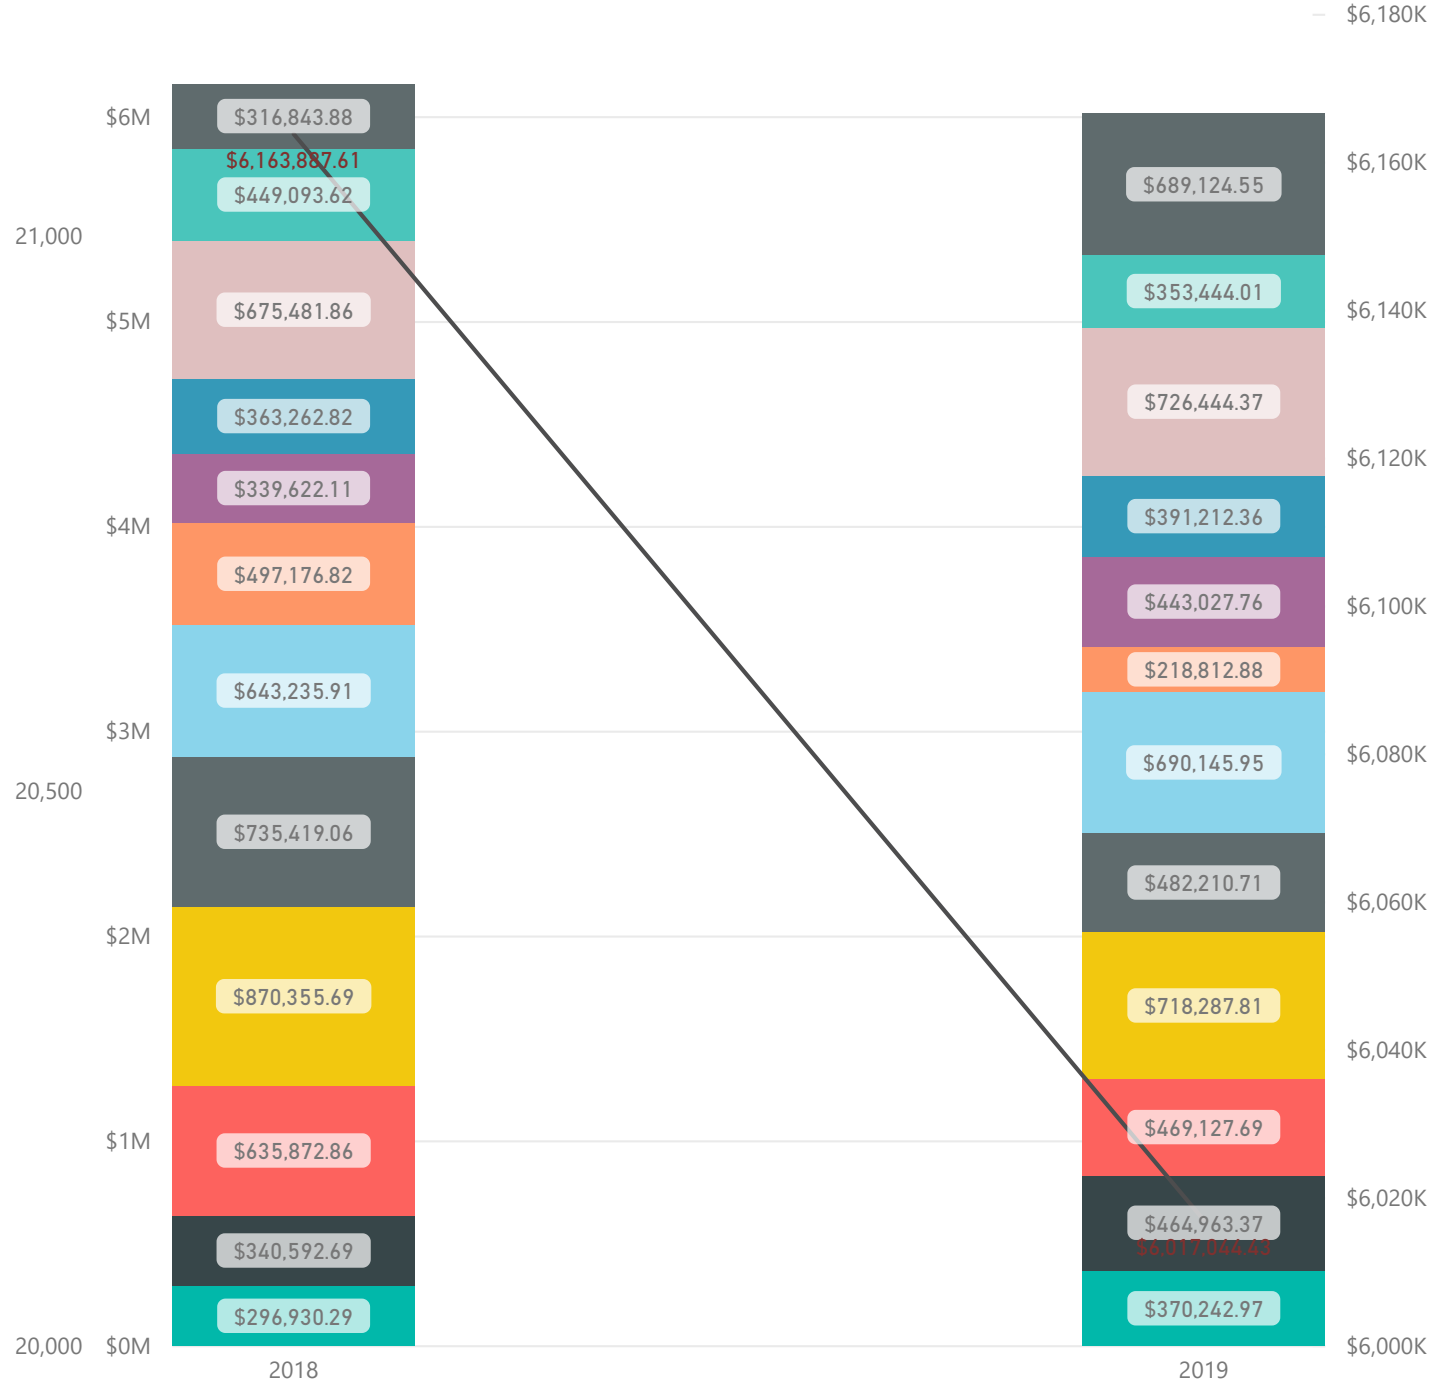 $6,180K
$6M
$316,843.88
$6,163,887.61
$6,160K
$449,093.62
$689,124.55
21,000
$353,444.01
$675,481.86
$6,140K
$5M
$363,262.82
$726,444.37
$6,120K
$339,622.11
$4M
$391,212.36
$497,176.82
$443,027.76
$6,100K
$643,235.91
$218,812.88
$3M
$6,080K
$690,145.95
20,500
$735,419.06
$482,210.71
$6,060K
$2M
$870,355.69
$718,287.81
$6,040K
$1M
$635,872.86
$469,127.69
$6,020K
$340,592.69
$464,963.37
$6,017,044.43
$296,930.29
$370,242.97
20,000
$0M
$6,000K
2018
2019